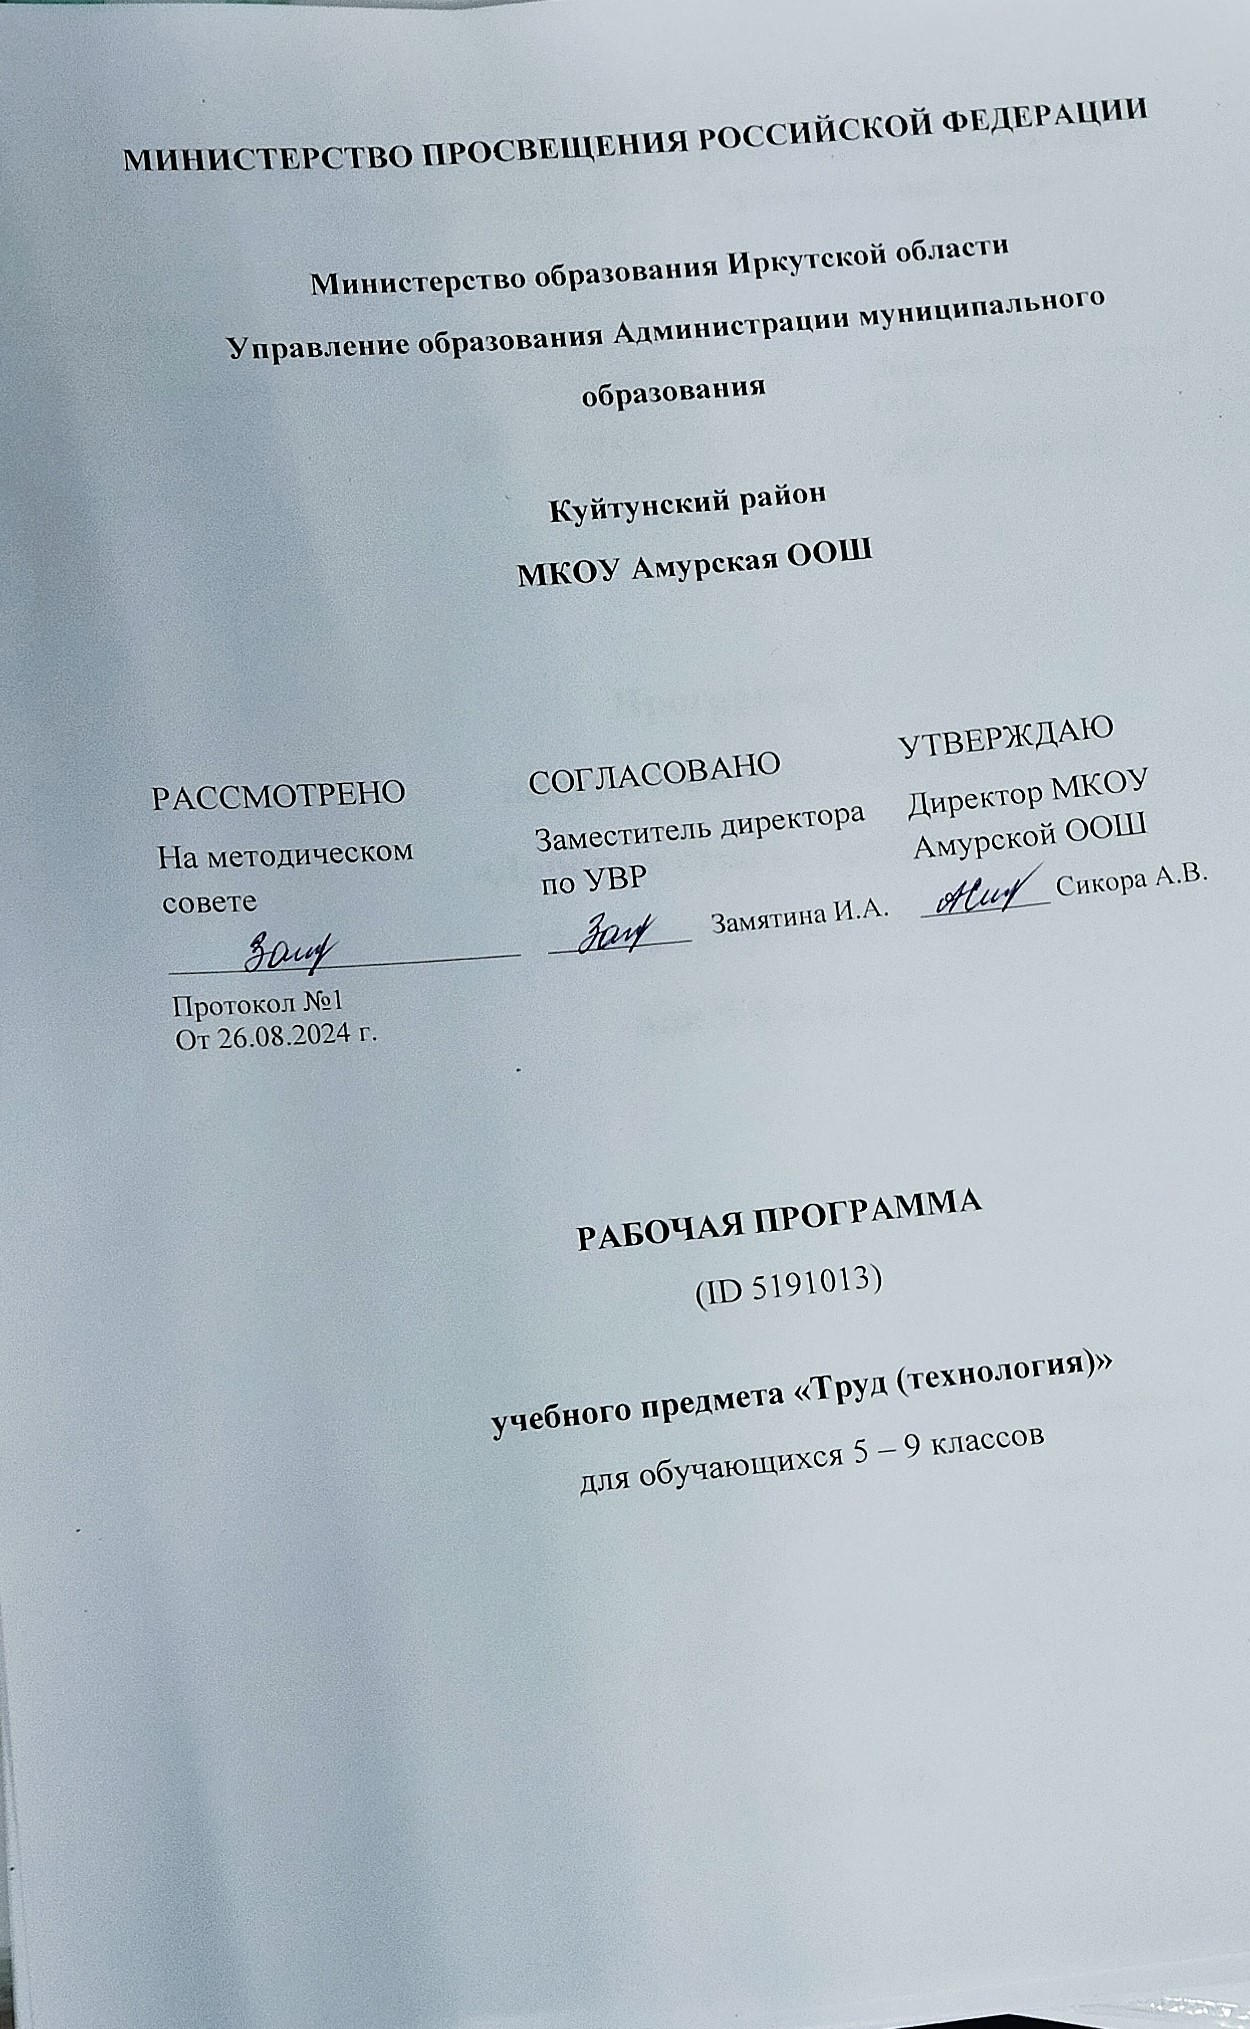 МИНИСТЕРСТВО ПРОСВЕЩЕНИЯ РОССИЙСКОЙ ФЕДЕРАЦИИ
Министерство образования Иркутской области
Управление образования Администрации муниципального
образования
Куйтунский район
МКОУ Амурская ООШ
РАССМОТРЕНО
На методическом
совете
Протокол №1
От 26.08.2024 г.
СОГЛАСОВАНО
Заместитель директора
по УВР
Замятина И.А.
УТВЕРЖДАЮ
Директор МКОУ
Амурской ООШ
Сикора А.В.
РАБОЧАЯ ПРОГРАММА
(ID 5191013)
учебного предмета «Труд (технология)»
для обучающихся 5 – 9 классов